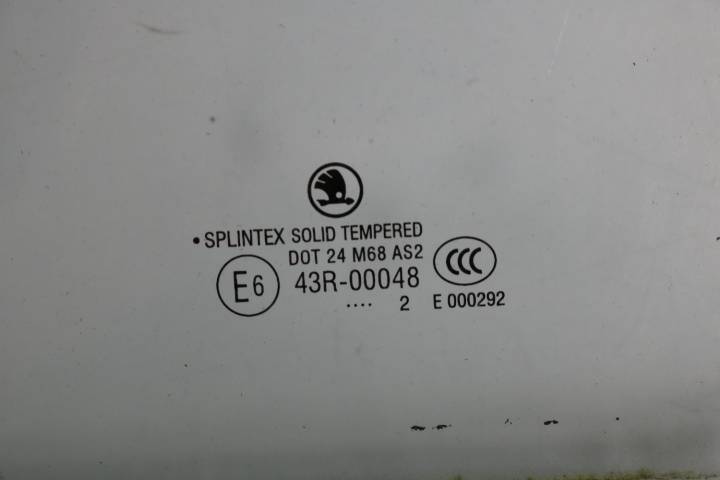 • SPLINTEX SOLID TEMPERED
DOT 24 M68 AS2
E6 43R-00048 CCC
.... 2 E 000292